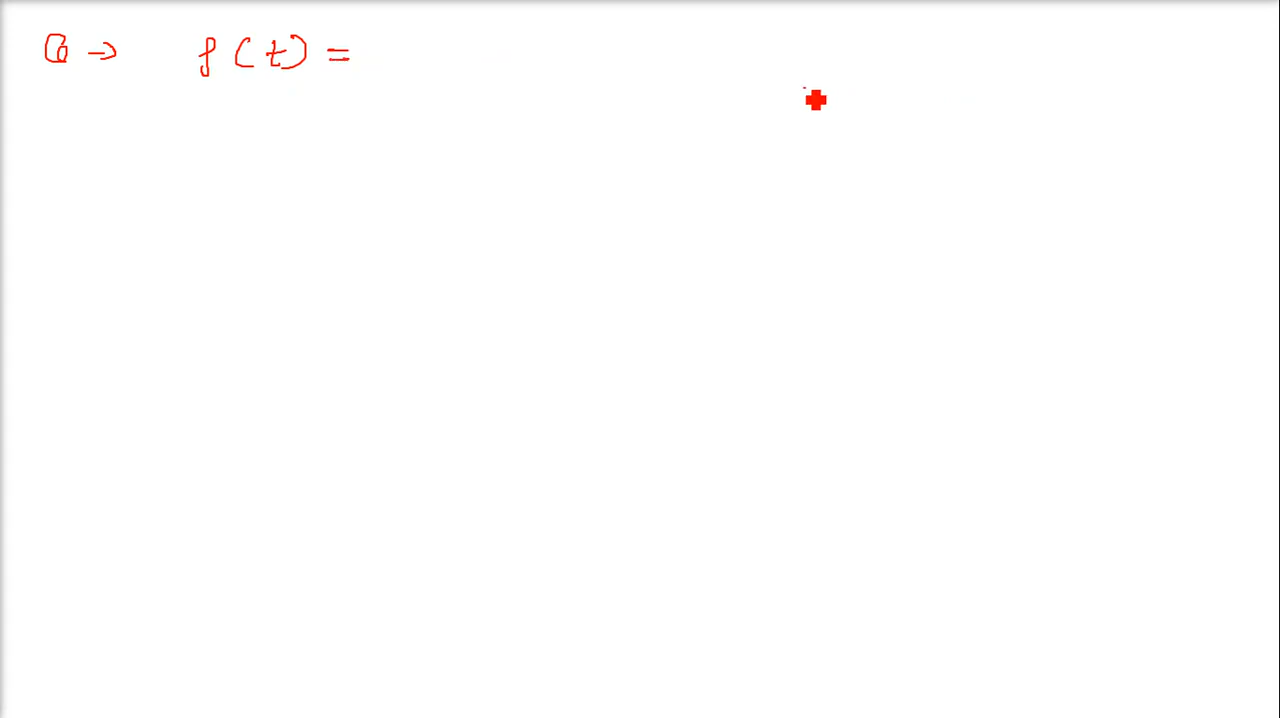 Q → f(t) =